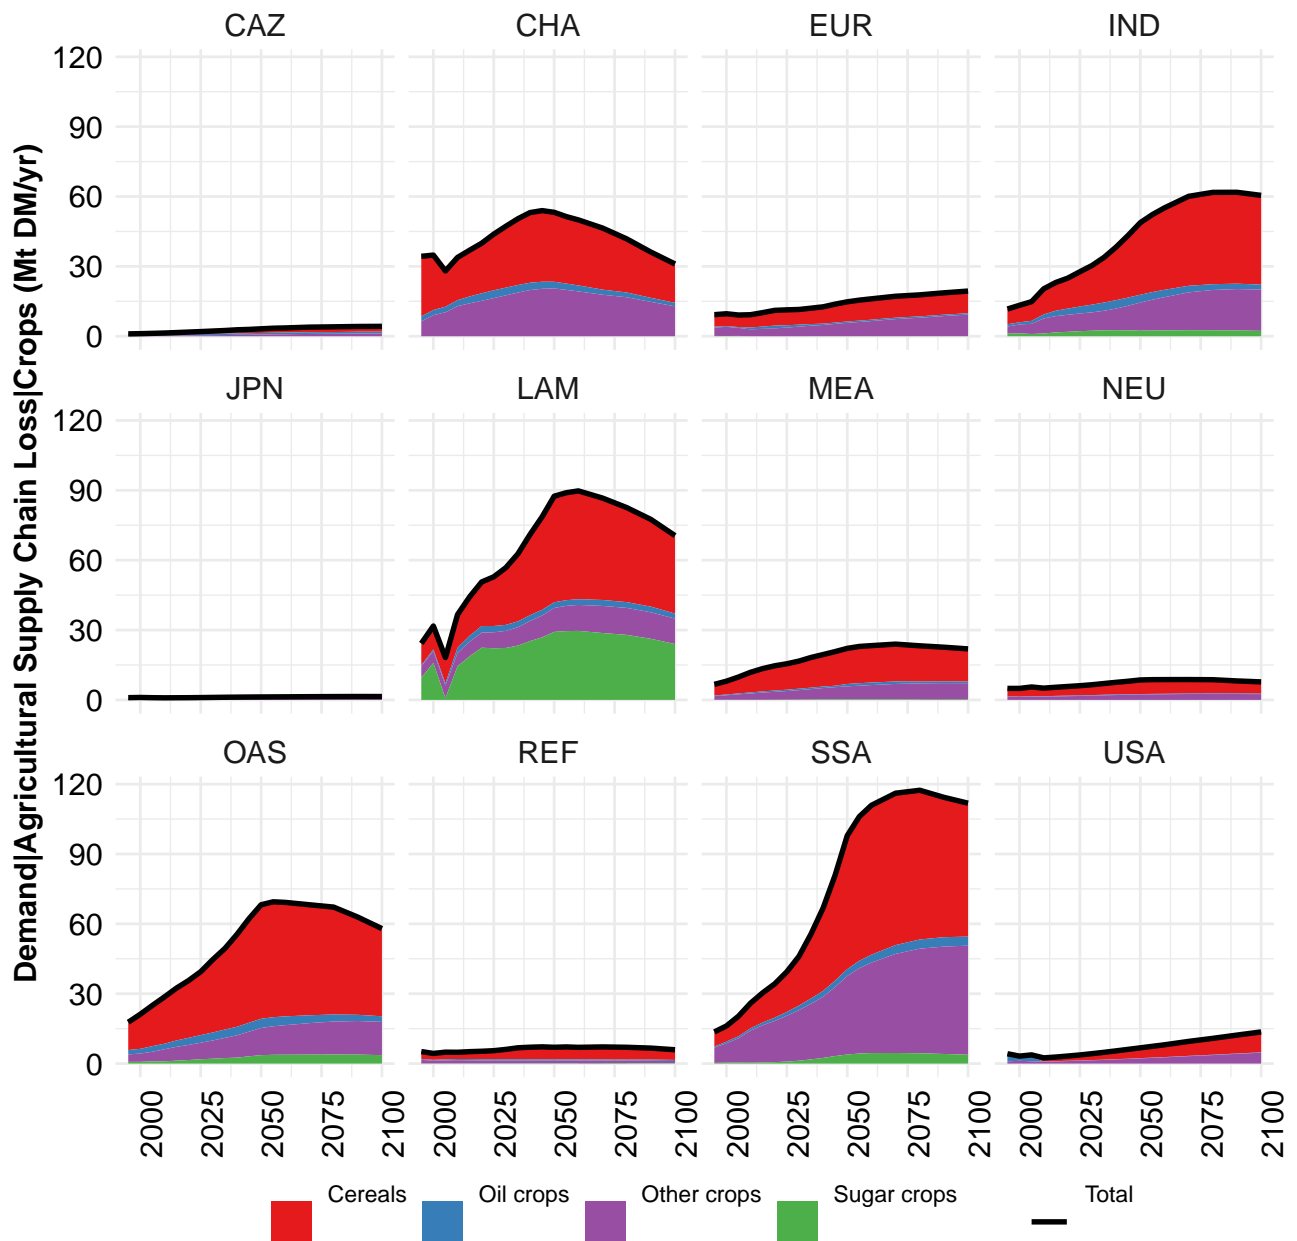 Demand|Agricultural Supply Chain Loss|Crops (Mt DM/yr)
CAZ CHA EUR IND
120
90
60
30
0
JPN LAM MEA NEU
120
90
60
30
0
OAS REF SSA USA
120
90
60
30
0
2000 2025 2050 2075 2100 2000 2025 2050 2075 2100 2000 2025 2050 2075 2100 2000 2025 2050 2075 2100
Cereals Oil crops Other crops Sugar crops Total